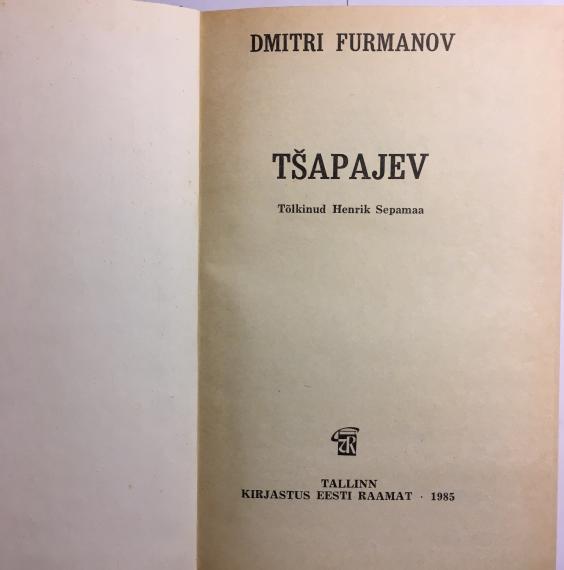 DMITRI FURMANOV
TŠAPAJEV
Tõlkinud Henrik Sepamaa
TALLINN
KIRJASTUS EESTI RAAMAT · 1985